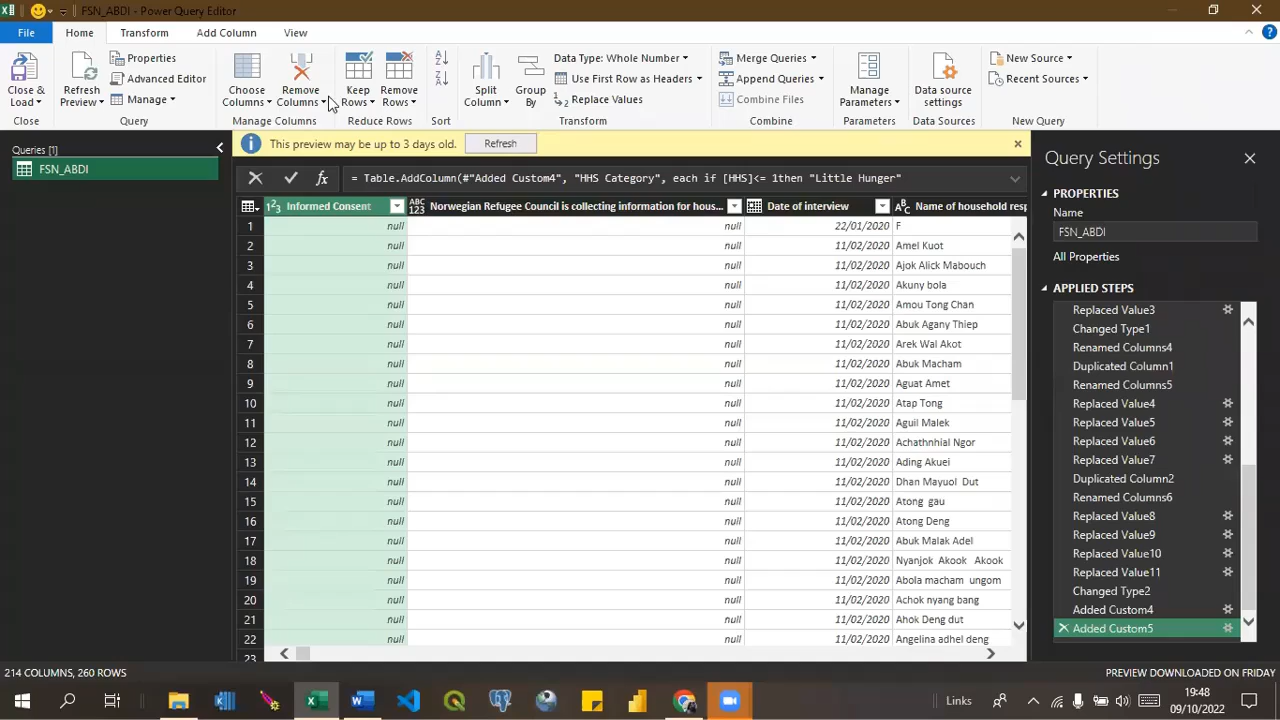 FSN_ABDI - Power Query Editor
File Home Transform Add Column View
Close & Load
Close
Refresh Preview
Properties
Advanced Editor
Manage
Query
Choose Columns
Remove Columns
Manage Columns
Keep Rows
Remove Rows
Reduce Rows
Sort
Split Column
Group By
Data Type: Whole Number
Use First Row as Headers
Replace Values
Transform
Merge Queries
Append Queries
Combine Files
Combine
Manage Parameters
Parameters
Data source settings
Data Sources
New Source
Recent Sources
New Query
Queries [1]
FSN_ABDI
This preview may be up to 3 days old. Refresh
= Table.AddColumn(#"Added Custom4", "HHS Category", each if [HHS]<= 1then "Little Hunger"
Informed Consent Norwegian Refugee Council is collecting information for hous... Date of interview Name of household resp
1 null null 22/01/2020 F
2 null null 11/02/2020 Amel Kuot
3 null null 11/02/2020 Ajok Alick Mabouch
4 null null 11/02/2020 Akuny bola
5 null null 11/02/2020 Amou Tong Chan
6 null null 11/02/2020 Abuk Agany Thiep
7 null null 11/02/2020 Arek Wal Akot
8 null null 11/02/2020 Abuk Macham
9 null null 11/02/2020 Aguat Amet
10 null null 11/02/2020 Atap Tong
11 null null 11/02/2020 Aguil Malek
12 null null 11/02/2020 Achathnhial Ngor
13 null null 11/02/2020 Ading Akuei
14 null null 11/02/2020 Dhan Mayuol Dut
15 null null 11/02/2020 Atong gau
16 null null 11/02/2020 Atong Deng
17 null null 11/02/2020 Abuk Malak Adel
18 null null 11/02/2020 Nyanjok Akook Akook
19 null null 11/02/2020 Abola macham ungom
20 null null 11/02/2020 Achok nyang bang
21 null null 11/02/2020 Ahok Deng dut
22 null null 11/02/2020 Angelina adhel deng
23
Query Settings
PROPERTIES
Name
FSN_ABDI
All Properties
APPLIED STEPS
Replaced Value3
Changed Type1
Renamed Columns4
Duplicated Column1
Renamed Columns5
Replaced Value4
Replaced Value5
Replaced Value6
Replaced Value7
Duplicated Column2
Renamed Columns6
Replaced Value8
Replaced Value9
Replaced Value10
Replaced Value11
Changed Type2
Added Custom4
Added Custom5
214 COLUMNS, 260 ROWS PREVIEW DOWNLOADED ON FRIDAY
Links
19:48
09/10/2022